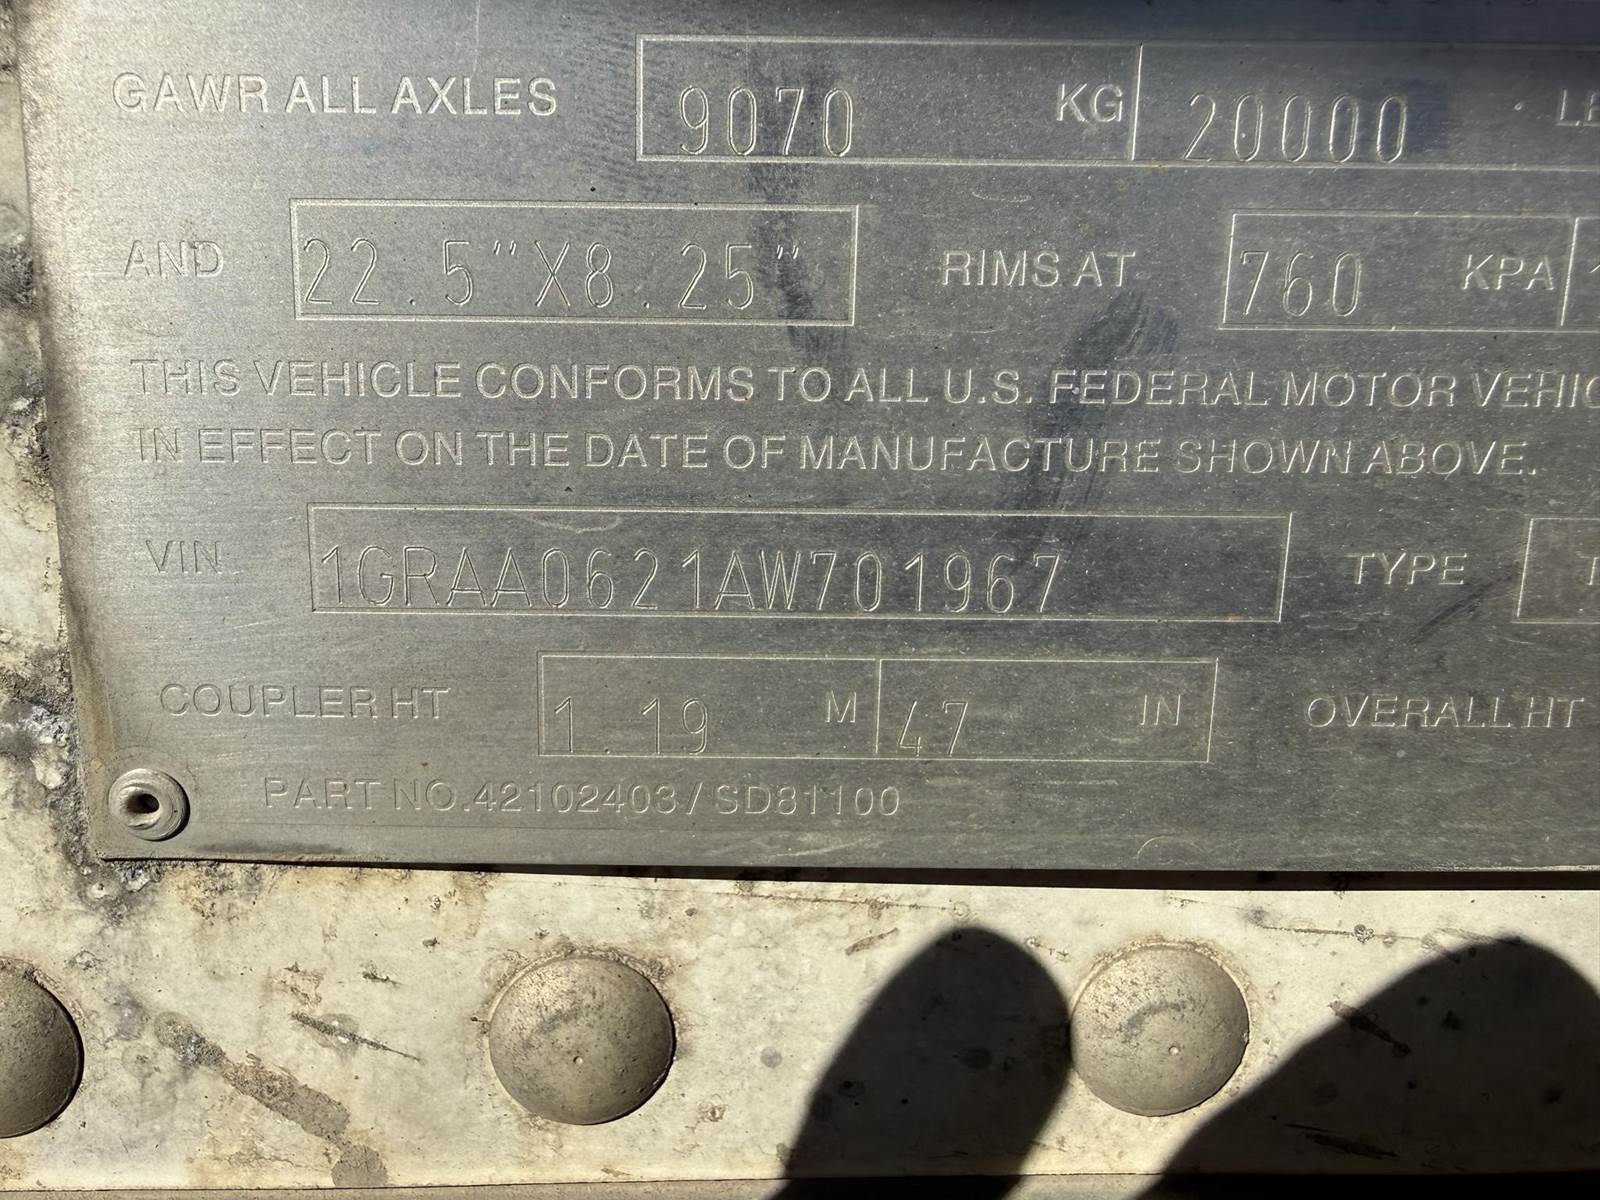 GAWR ALL AXLES 9070 KG 20000
AND 22.5"X8.25" RIMS AT 760 KPA
THIS VEHICLE CONFORMS TO ALL U.S. FEDERAL MOTOR
IN EFFECT ON THE DATE OF MANUFACTURE SHOWN ABOVE.
VIN 1GRAA0621AW701967 TYPE
COUPLER HT 1.19 M 47 IN OVERALL HT
PART NO.42102403/SD81100